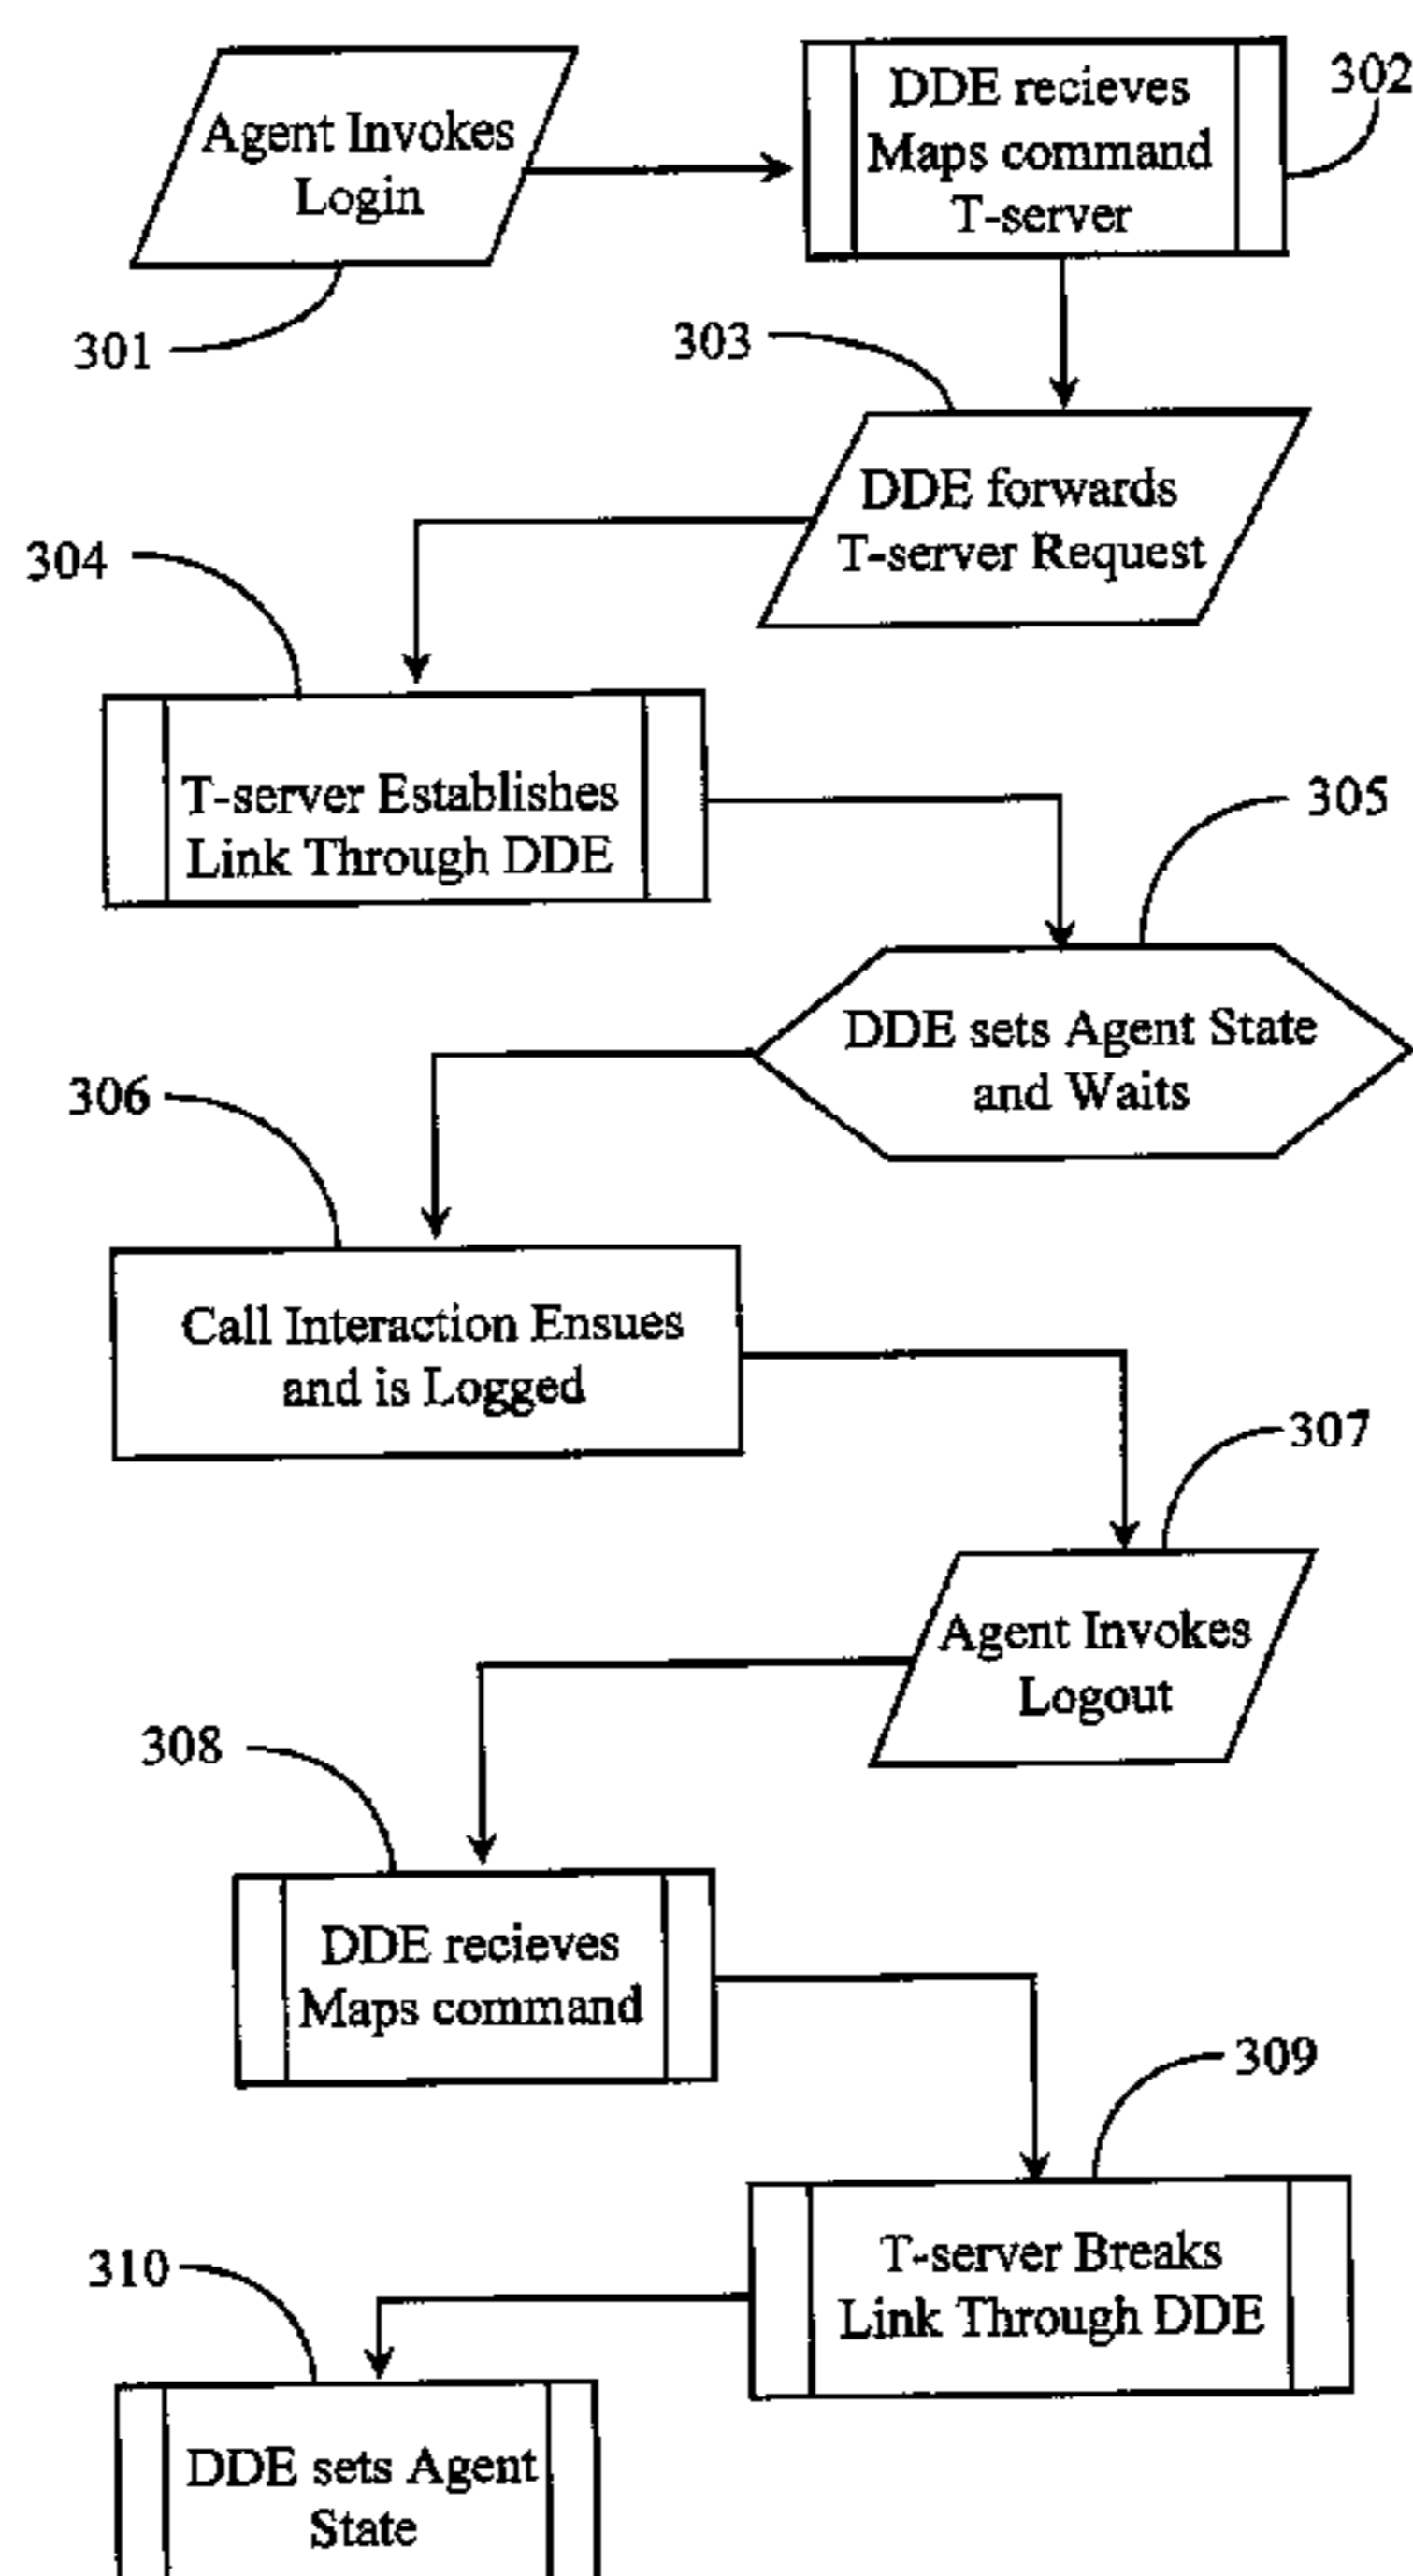 Agent Invokes
Login
301
DDE recieves
Maps command
T-server
302
303
DDE forwards
T-server Request
304
T-server Establishes
Link Through DDE
305
DDE sets Agent State
and Waits
306
Call Interaction Ensues
and is Logged
307
Agent Invokes
Logout
308
DDE recieves
Maps command
309
T-server Breaks
Link Through DDE
310
DDE sets Agent
State